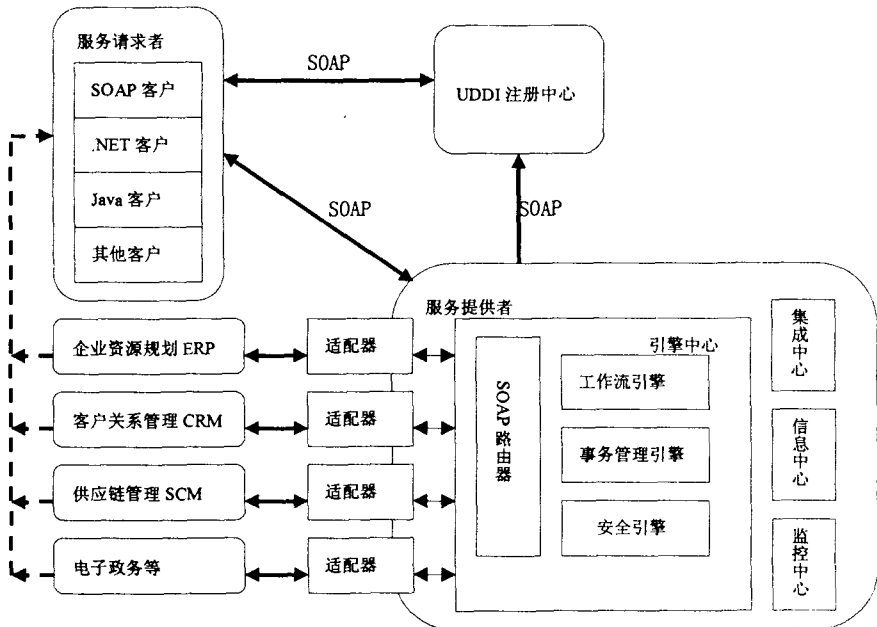 服务请求者
SOAP 客户
.NET 客户
Java 客户
其他客户
SOAP
UDDI 注册中心
SOAP
SOAP
服务提供者
企业资源规划 ERP
适配器
客户关系管理 CRM
适配器
供应链管理 SCM
适配器
电子政务等
适配器
SOAP 路由器
引擎中心
工作流引擎
事务管理引擎
安全引擎
集成中心
信息中心
监控中心